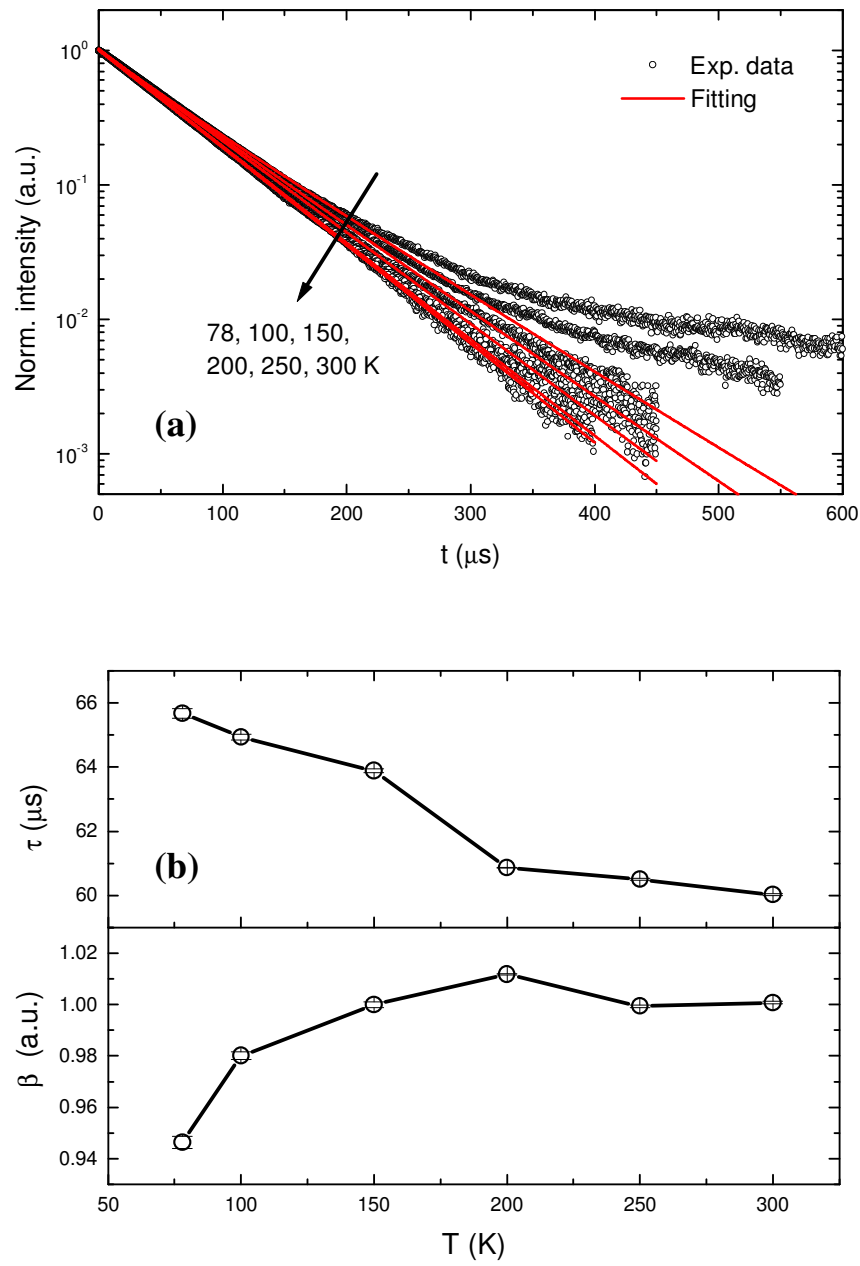 10⁰
10⁻¹
10⁻²
10⁻³
Norm. intensity (a.u.)
Exp. data
Fitting
78, 100, 150,
200, 250, 300 K
(a)
0 100 200 300 400 500 600
t (μs)
66
64
62
60
τ (μs)
(b)
1.02
1.00
0.98
0.96
0.94
β (a.u.)
50 100 150 200 250 300
T (K)